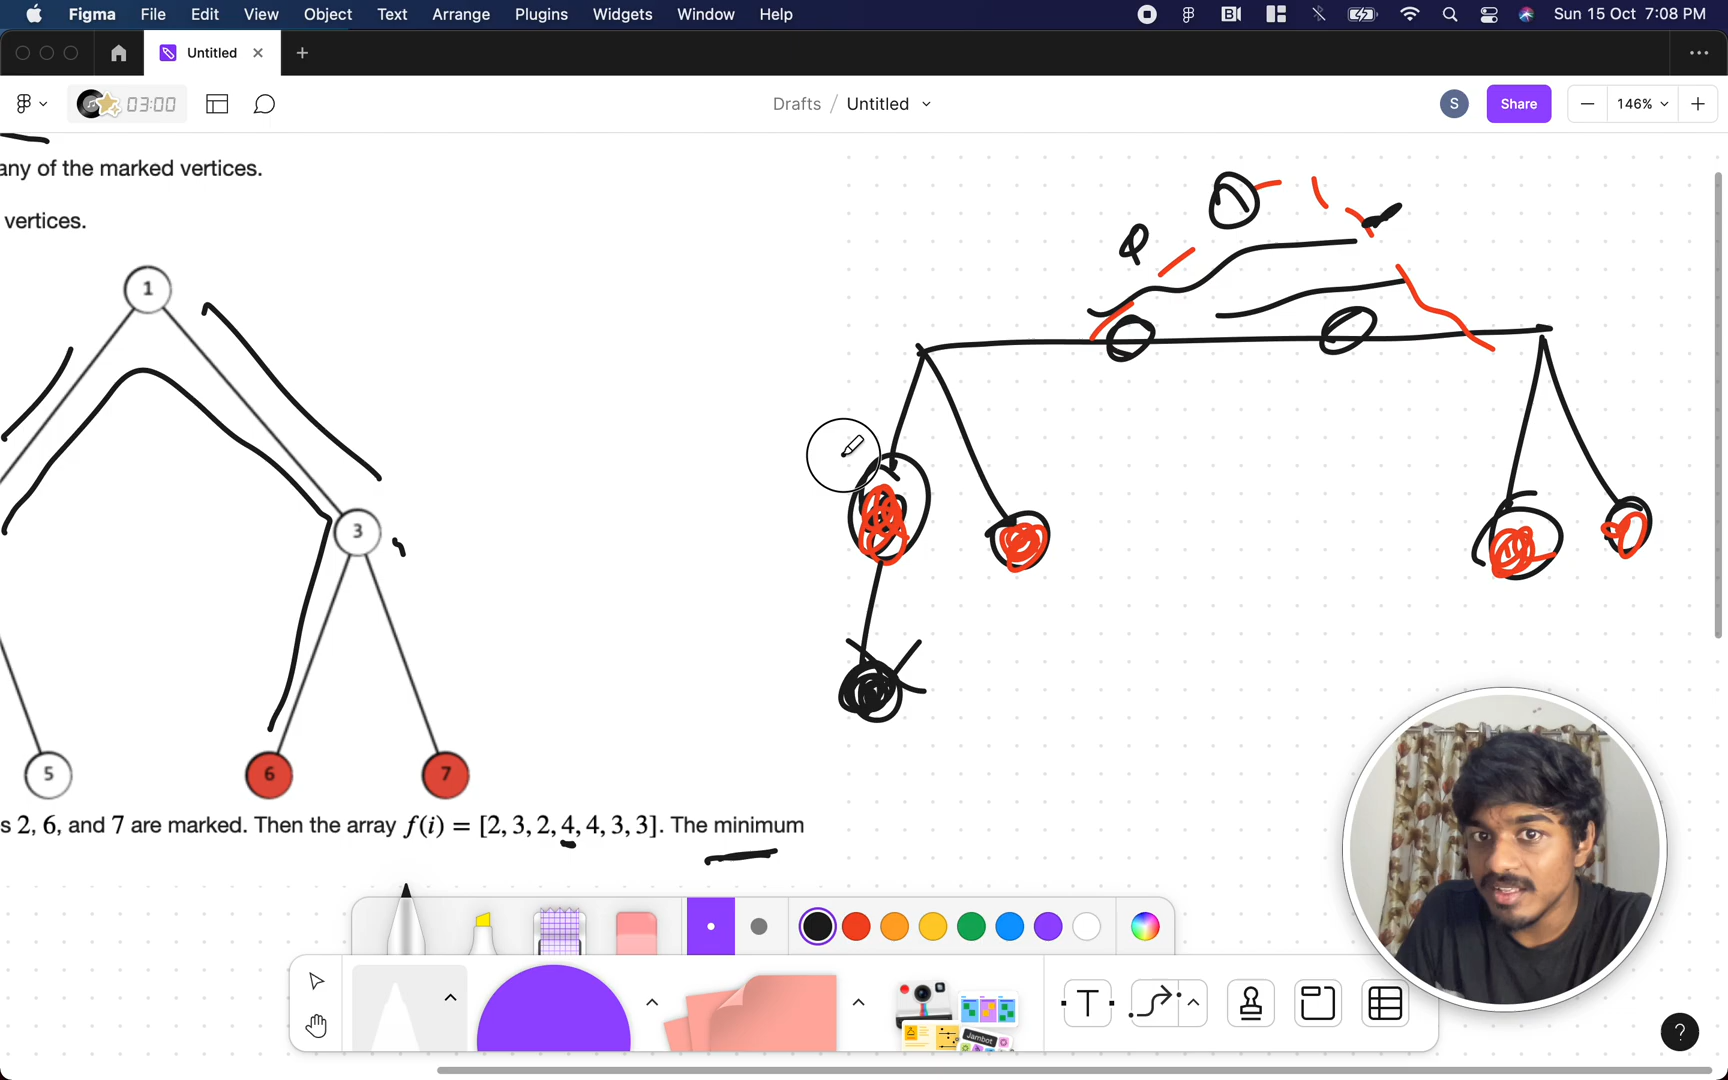 Figma File Edit View Object Text Arrange Plugins Widgets Window Help Sun 15 Oct 7:08 PM
Untitled
03:00 Drafts / Untitled S Share 146%
any of the marked vertices.
vertices.
1
3
5 6 7
s 2, 6, and 7 are marked. Then the array f(i) = [2, 3, 2, 4, 4, 3, 3]. The minimum
T
Jambot
?